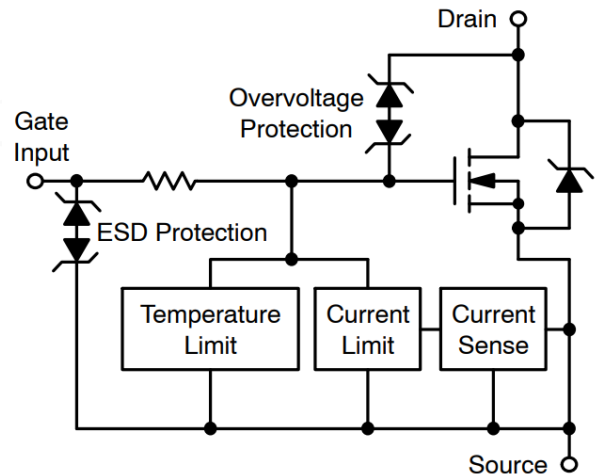 Drain
Overvoltage
Protection
Gate
Input
ESD Protection
Temperature
Limit
Current
Limit
Current
Sense
Source